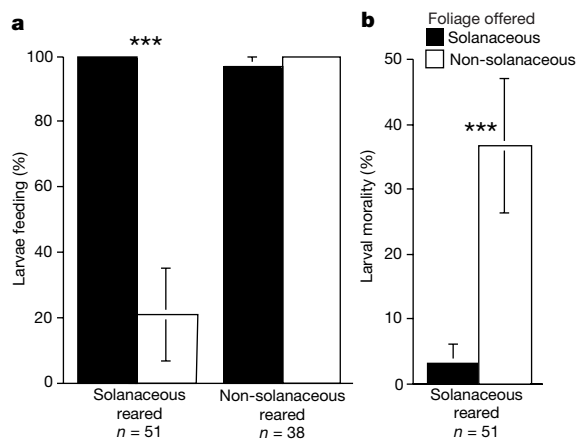 a
***
100
80
60
40
20
0
Larvae feeding (%)
Solanaceous
reared
n = 51
Non-solanaceous
reared
n = 38
b
Foliage offered
Solanaceous
Non-solanaceous
50
40
30
20
10
0
Larval morality (%)
***
Solanaceous
reared
n = 51